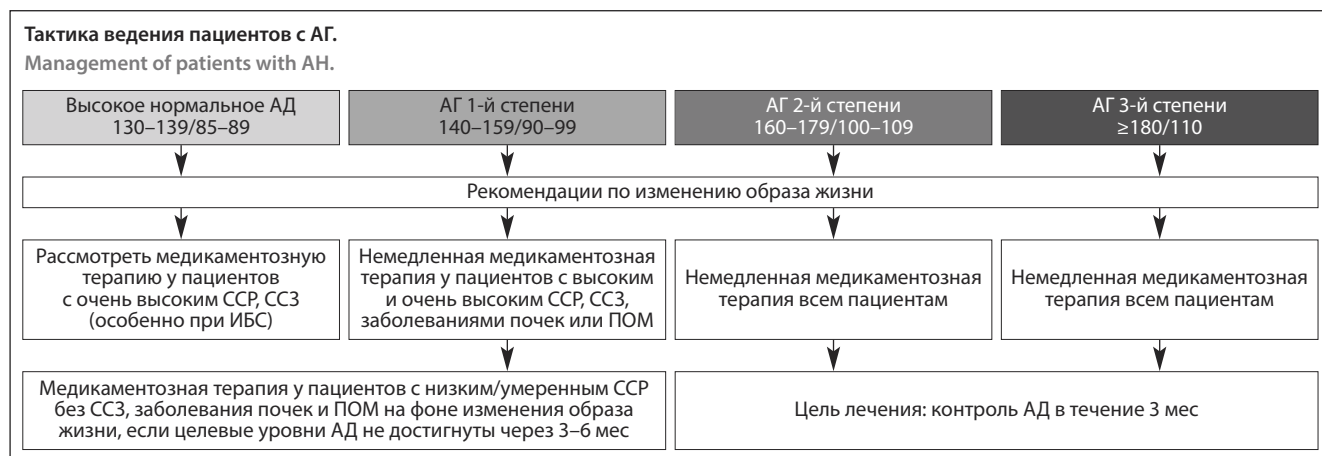 Тактика ведения пациентов с АГ.
Management of patients with AH.
Высокое нормальное АД
130–139/85–89
АГ 1-й степени
140–159/90–99
АГ 2-й степени
160–179/100–109
АГ 3-й степени
≥180/110
Рекомендации по изменению образа жизни
Рассмотреть медикаментозную
терапию у пациентов
с очень высоким ССР, ССЗ
(особенно при ИБС)
Немедленная медикаментозная
терапия у пациентов с высоким
и очень высоким ССР, ССЗ,
заболеваниями почек или ПОМ
Немедленная медикаментозная
терапия всем пациентам
Немедленная медикаментозная
терапия всем пациентам
Медикаментозная терапия у пациентов с низким/умеренным ССР
без ССЗ, заболевания почек и ПОМ на фоне изменения образа
жизни, если целевые уровни АД не достигнуты через 3–6 мес
Цель лечения: контроль АД в течение 3 мес